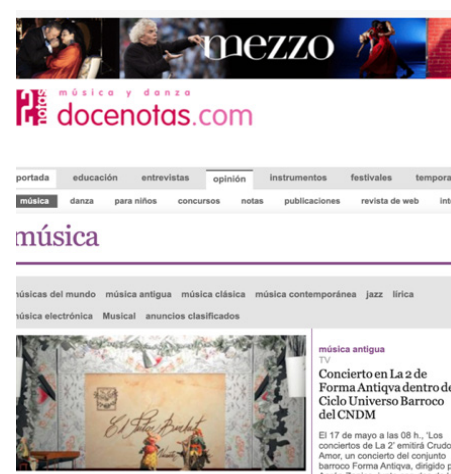 mezzo
música y danza
docenotas.com
portada educación entrevistas opinión instrumentos festivales
música danza para niños concursos notas publicaciones revista de web
música
músicas del mundo música antigua música clásica música contemporánea jazz lírica
música electrónica Musical anuncios clasificados
música antigua
TV
Concierto en La 2 de
Forma Antiqva dentro de
Ciclo Universo Barroco
del CNDM
El 17 de mayo a las 08 h., 'Los
conciertos de La 2' emitirá Crudo
Amor, un concierto del conjunto
barroco Forma Antiqva, dirigido